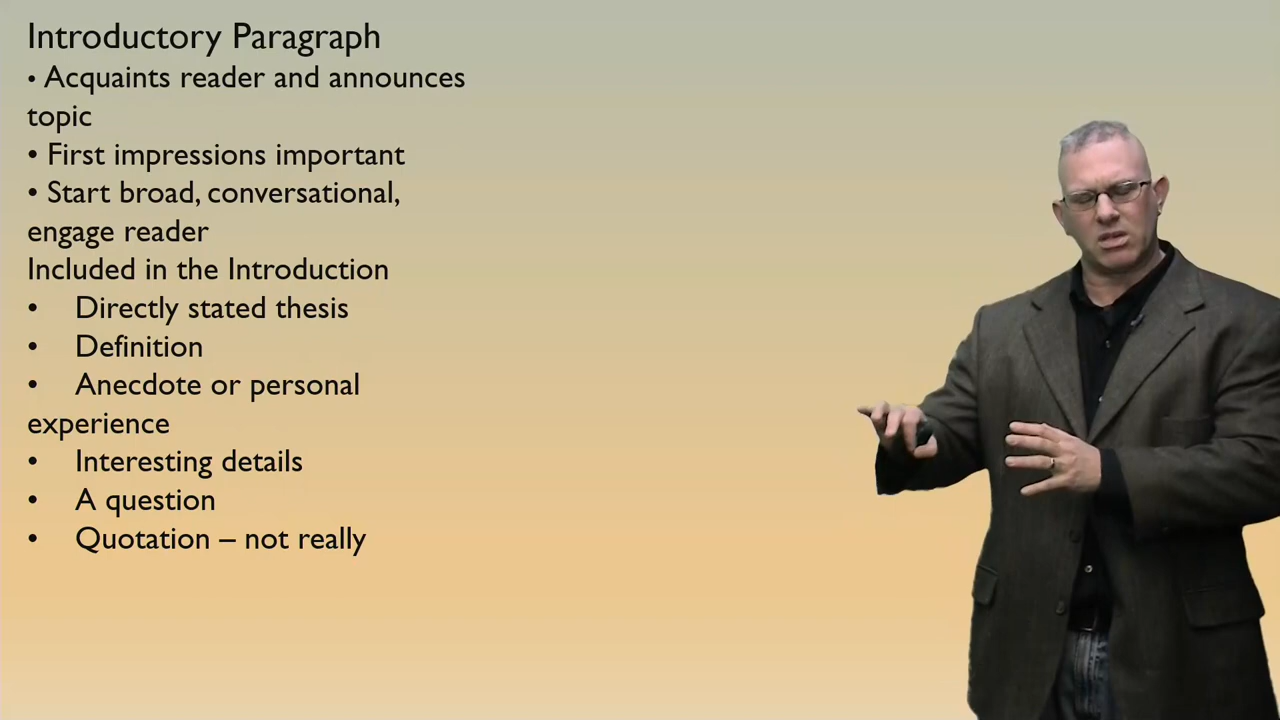 Introductory Paragraph
• Acquaints reader and announces
topic
• First impressions important
• Start broad, conversational,
engage reader
Included in the Introduction
• Directly stated thesis
• Definition
• Anecdote or personal
experience
• Interesting details
• A question
• Quotation – not really